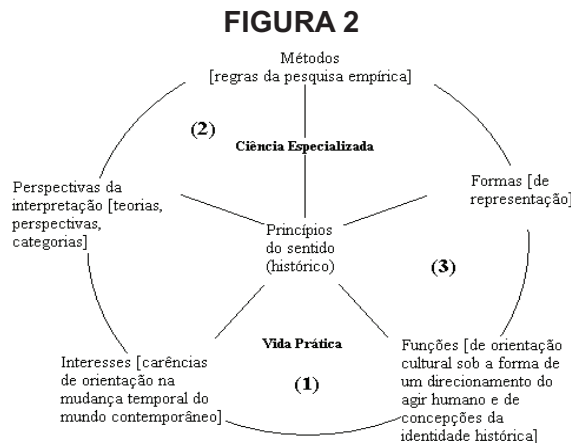 FIGURA 2
Métodos
[regras da pesquisa empírica]
(2)
Ciência Especializada
Perspectivas da
interpretação [teorias,
perspectivas,
categorias]
Formas [de
representação]
Princípios
do sentido
(histórico)
(3)
Vida Prática
(1)
Interesses [carências
de orientação na
mudança temporal do
mundo contemporâneo]
Funções [de orientação
cultural sob a forma de
um direcionamento do
agir humano e de
concepções da
identidade histórica]